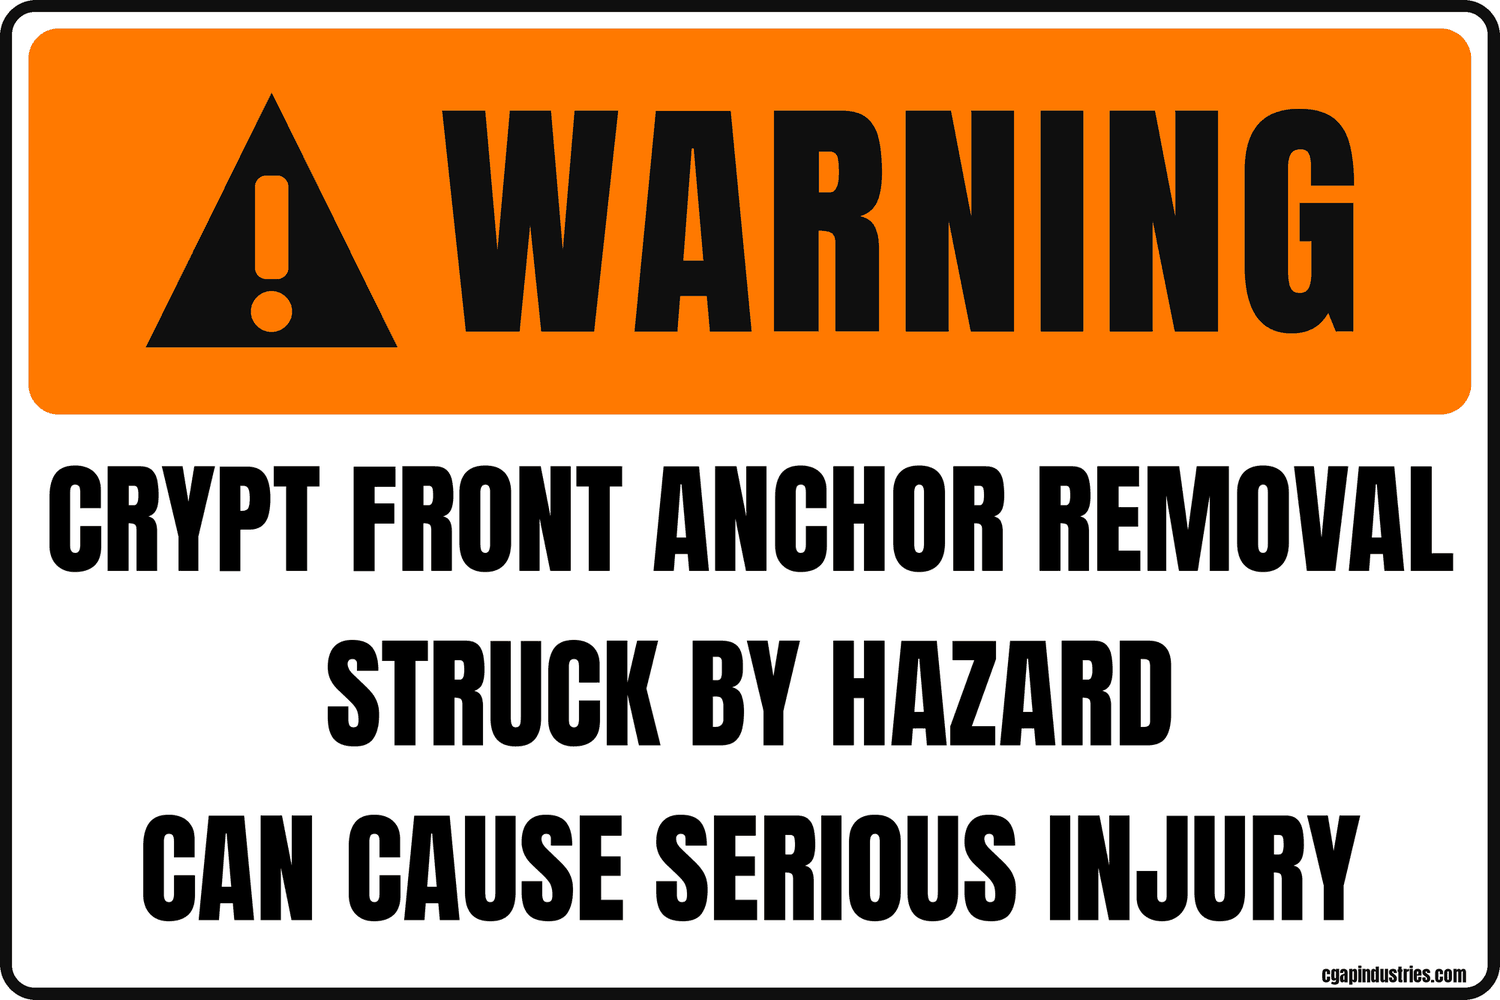 WARNING
CRYPT FRONT ANCHOR REMOVAL
STRUCK BY HAZARD
CAN CAUSE SERIOUS INJURY
cgapindustries.com